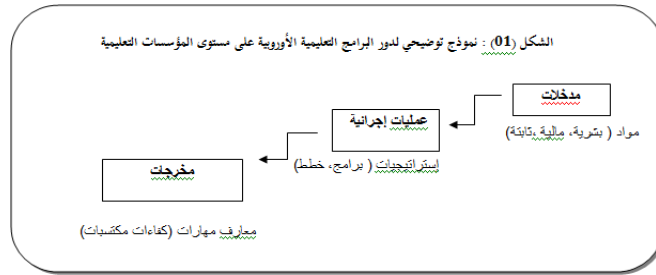 الشكل (01) : نموذج توضيحي لدور البرامج التعليمية الأوروبية على مستوى المؤسسات التعليمية
مدخلات
مواد ( بشرية، مالية ،ثابتة)
عمليات إجرائية
إستراتيجيات ( برامج، خطط)
مخرجات
معارف مهارات (كفاءات مكتسبات)